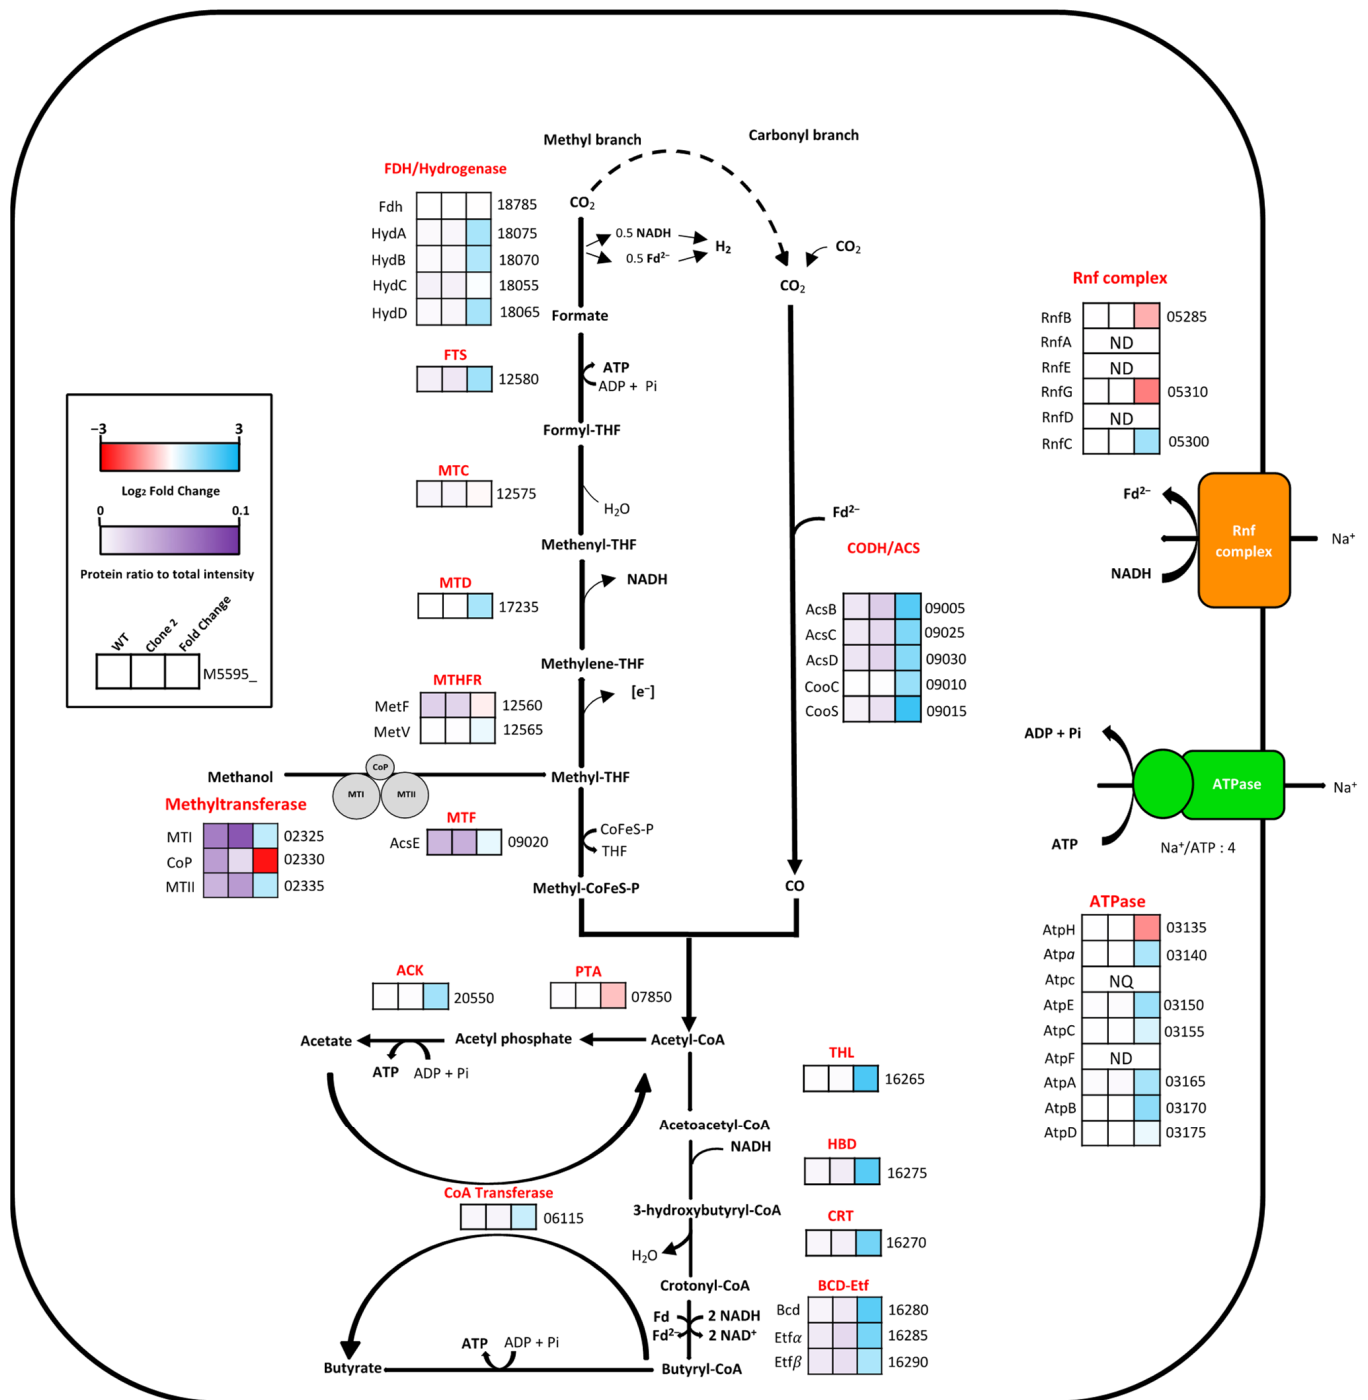 Methyl branch
Carbonyl branch
FDH/Hydrogenase
Fdh 18785
HydA 18075
HydB 18070
HydC 18055
HydD 18065
CO₂
0.5 NADH
0.5 Fd²⁻
H₂
CO₂
CO₂
Formate
FTS
12580
ATP
ADP + Pi
Formyl-THF
MTC
12575
H₂O
Methenyl-THF
MTD
17235
NADH
Methylene-THF
MTHFR
MetF 12560
MetV 12565
[e⁻]
Methanol
CoP
MTI
MTII
Methyl-THF
Methyltransferase
MTI 02325
CoP 02330
MTII 02335
MTF
AcsE 09020
CoFeS-P
THF
Methyl-CoFeS-P
Fd²⁻
CODH/ACS
AcsB 09005
AcsC 09025
AcsD 09030
CooC 09010
CooS 09015
CO
−3
3
Log₂ Fold Change
0
0.1
Protein ratio to total intensity
WT
Clone 2
Fold Change
M5595_
Rnf complex
RnfB 05285
RnfA ND
RnfE ND
RnfG 05310
RnfD ND
RnfC 05300
Fd²⁻
NADH
Rnf
complex
Na⁺
ADP + Pi
ATP
ATPase
Na⁺
Na⁺/ATP : 4
ATPase
AtpH 03135
Atpα 03140
Atpc NQ
AtpE 03150
AtpC 03155
AtpF ND
AtpA 03165
AtpB 03170
AtpD 03175
ACK
20550
PTA
07850
Acetate
Acetyl phosphate
Acetyl-CoA
ATP
ADP + Pi
THL
16265
Acetoacetyl-CoA
NADH
HBD
16275
CoA Transferase
06115
3-hydroxybutyryl-CoA
H₂O
CRT
16270
Crotonyl-CoA
BCD-Etf
Bcd 16280
Etfα 16285
Etfβ 16290
Fd
2 NADH
Fd²⁻
2 NAD⁺
ATP
ADP + Pi
Butyrate
Butyryl-CoA